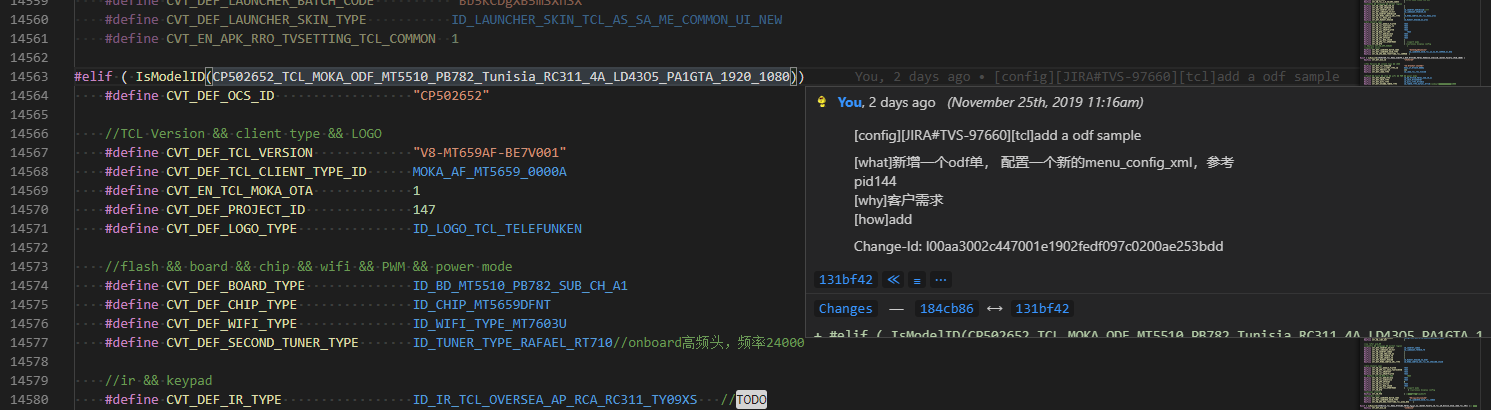 14560 #define CVT_DEF_LAUNCHER_SKIN_TYPE ID_LAUNCHER_SKIN_TCL_AS_SA_ME_COMMON_UI_NEW
14561 #define CVT_EN_APK_RRO_TVSETTING_TCL_COMMON 1
14562
14563 #elif ( IsModelID(CP502652_TCL_MOKA_ODF_MT5510_PB782_Tunisia_RC311_4A_LD43O5_PA1GTA_1920_1080)) You, 2 days ago • [config][JIRA#TVS-97660][tcl]add a odf sample
14564 #define CVT_DEF_OCS_ID "CP502652"
14565
14566 //TCL Version && client type && LOGO
14567 #define CVT_DEF_TCL_VERSION "V8-MT659AF-BE7V001"
14568 #define CVT_DEF_TCL_CLIENT_TYPE_ID MOKA_AF_MT5659_0000A
14569 #define CVT_EN_TCL_MOKA_OTA 1
14570 #define CVT_DEF_PROJECT_ID 147
14571 #define CVT_DEF_LOGO_TYPE ID_LOGO_TCL_TELEFUNKEN
14572
14573 //flash && board && chip && wifi && PWM && power mode
14574 #define CVT_DEF_BOARD_TYPE ID_BD_MT5510_PB782_SUB_CH_A1
14575 #define CVT_DEF_CHIP_TYPE ID_CHIP_MT5659DFNT
14576 #define CVT_DEF_WIFI_TYPE ID_WIFI_TYPE_MT7603U
14577 #define CVT_DEF_SECOND_TUNER_TYPE ID_TUNER_TYPE_RAFAEL_RT710//onboard高频头，频率24000
14578
14579 //ir && keypad
14580 #define CVT_DEF_IR_TYPE ID_IR_TCL_OVERSEA_AP_RCA_RC311_TY09XS //TODO
You, 2 days ago (November 25th, 2019 11:16am)
[config][JIRA#TVS-97660][tcl]add a odf sample
[what]新增一个odf单， 配置一个新的menu_config_xml，参考
pid144
[why]客户需求
[how]add
Change-Id: I00aa3002c447001e1902fedf097c0200ae253bdd
131bf42
Changes — 184cb86 ↔ 131bf42
+ #elif ( IsModelID(CP502652_TCL_MOKA_ODF_MT5510_PB782_Tunisia_RC311_4A_LD43O5_PA1GTA_1